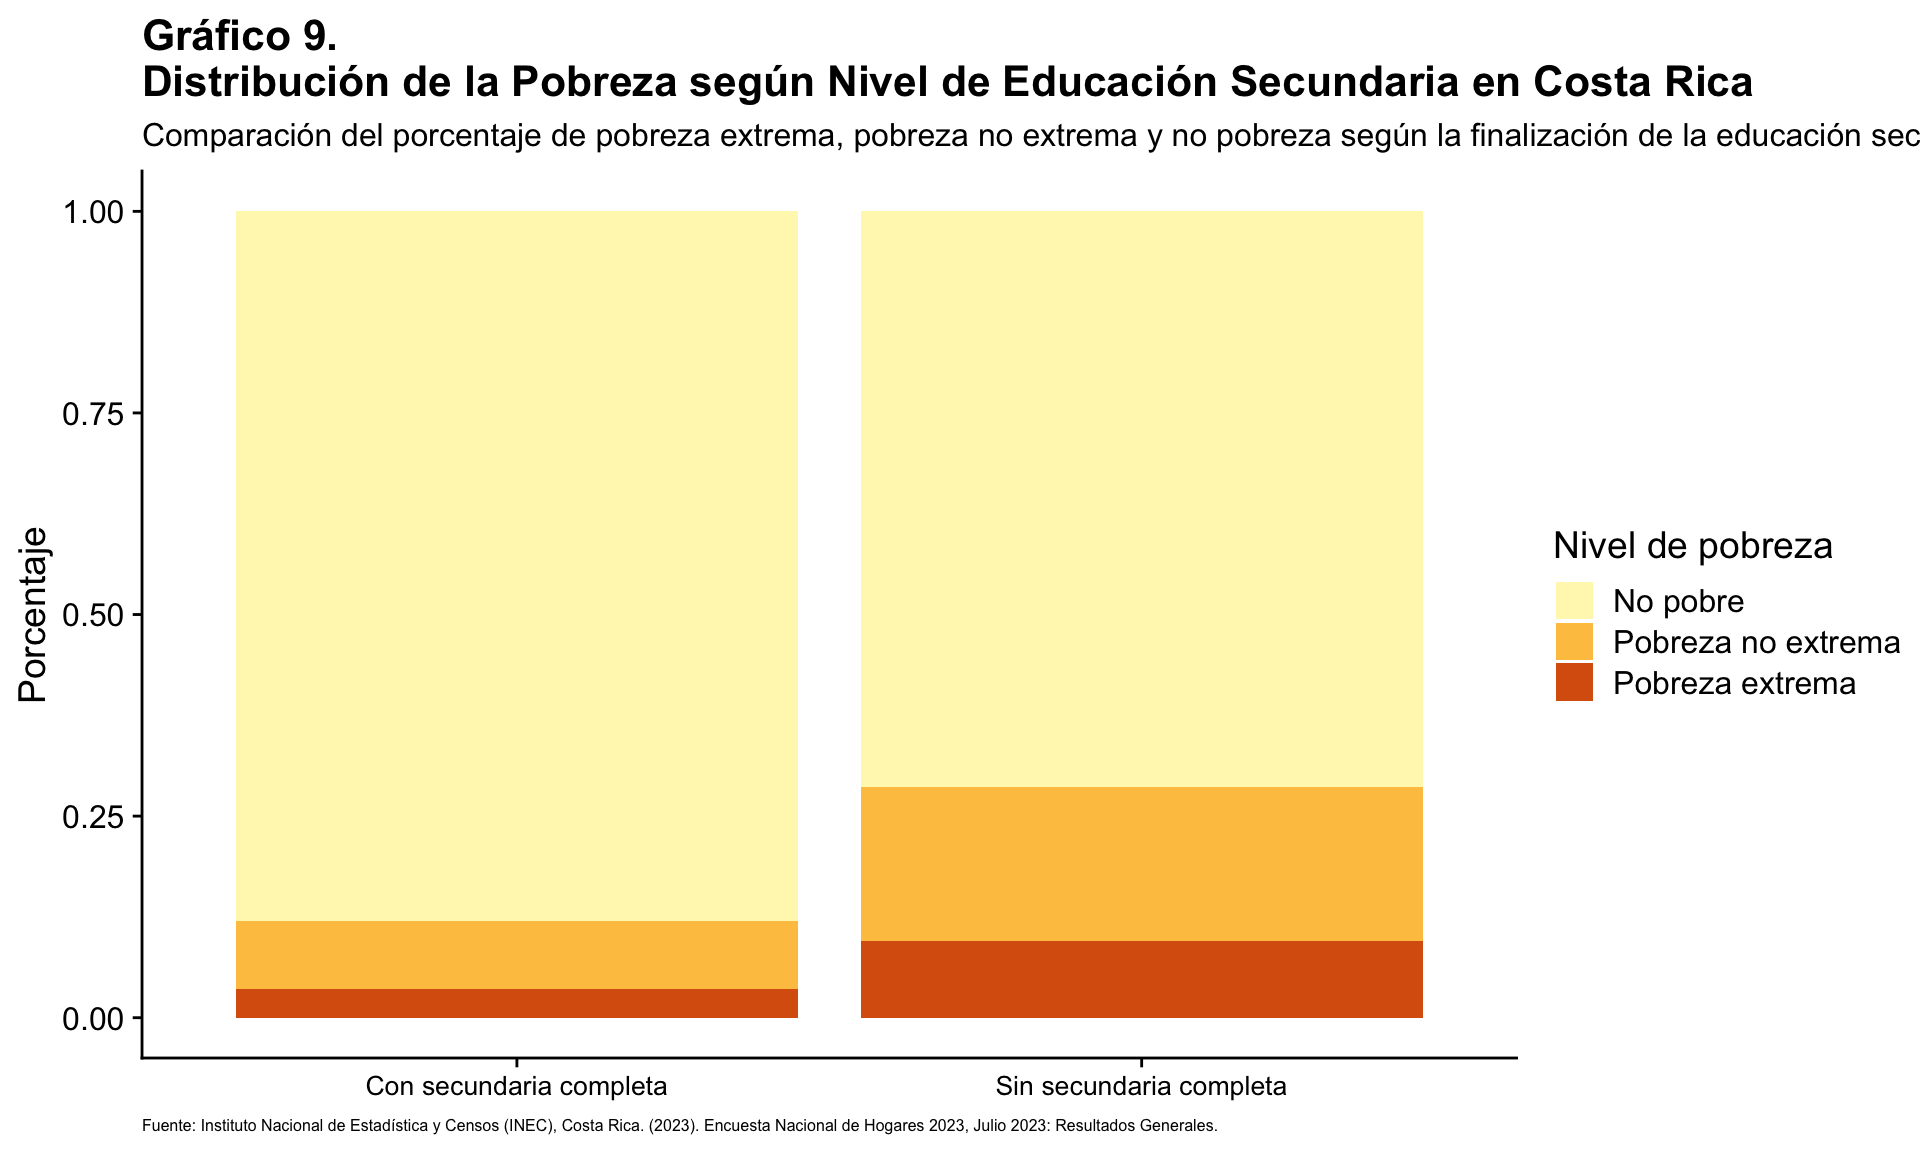 Gráfico 9.
Distribución de la Pobreza según Nivel de Educación Secundaria en Costa Rica
Comparación del porcentaje de pobreza extrema, pobreza no extrema y no pobreza según la finalización de la educación sec
1.00
0.75
0.50
0.25
0.00
Porcentaje
Con secundaria completa
Sin secundaria completa
Nivel de pobreza
No pobre
Pobreza no extrema
Pobreza extrema
Fuente: Instituto Nacional de Estadística y Censos (INEC), Costa Rica. (2023). Encuesta Nacional de Hogares 2023, Julio 2023: Resultados Generales.